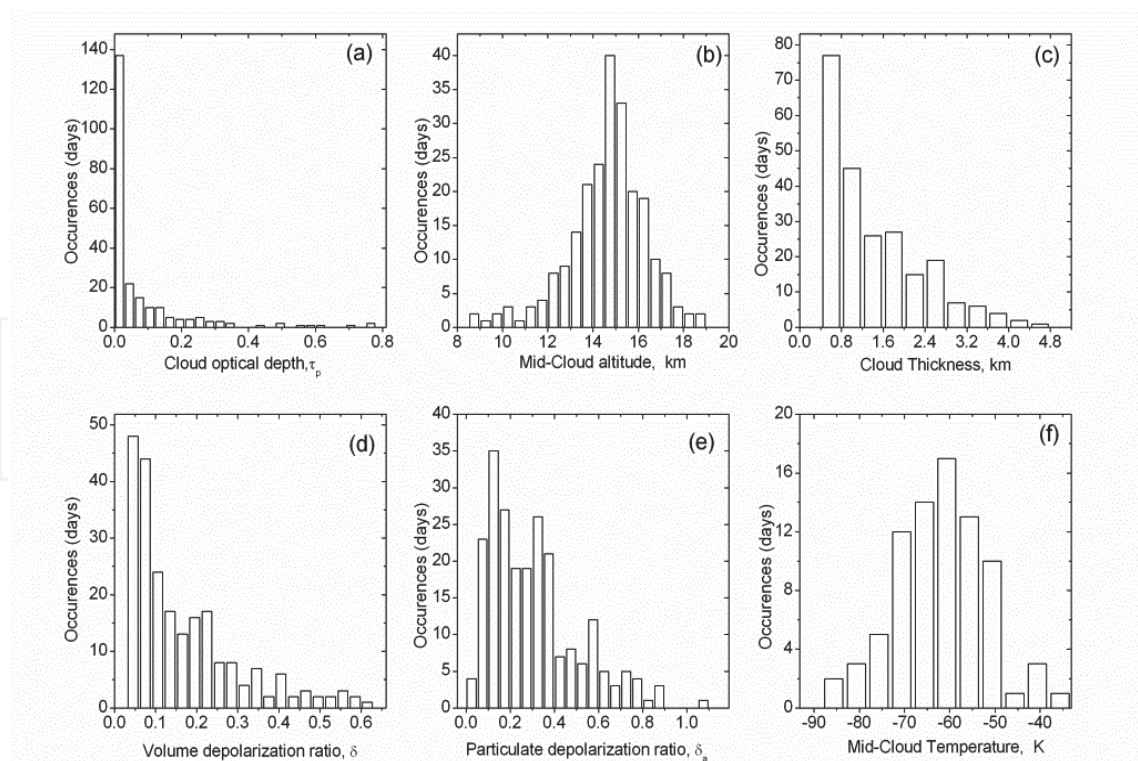 (a)
140
120
100
80
60
40
20
0
Occurences (days)
0.0 0.2 0.4 0.6 0.8
Cloud optical depth,τp
(b)
40
35
30
25
20
15
10
5
0
Occurences (days)
8 10 12 14 16 18 20
Mid-Cloud altitude, km
(c)
80
70
60
50
40
30
20
10
0
Occurences (days)
0.0 0.8 1.6 2.4 3.2 4.0 4.8
Cloud Thickness, km
(d)
50
40
30
20
10
0
Occurences (days)
0.0 0.1 0.2 0.3 0.4 0.5 0.6
Volume depolarization ratio, δ
(e)
40
35
30
25
20
15
10
5
0
Occurences (days)
0.0 0.2 0.4 0.6 0.8 1.0
Particulate depolarization ratio, δa
(f)
20
16
12
8
4
0
Occurences (days)
-90 -80 -70 -60 -50 -40
Mid-Cloud Temperature, K